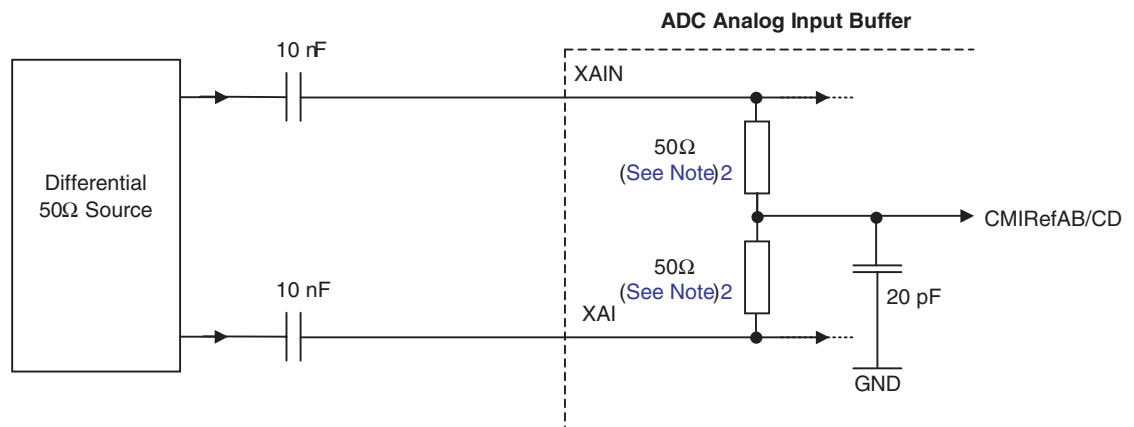 ADC Analog Input Buffer
10 nF
XAIN
50Ω
(See Note)2
Differential
50Ω Source
CMIRefAB/CD
50Ω
(See Note)2
10 nF
20 pF
XAI
GND